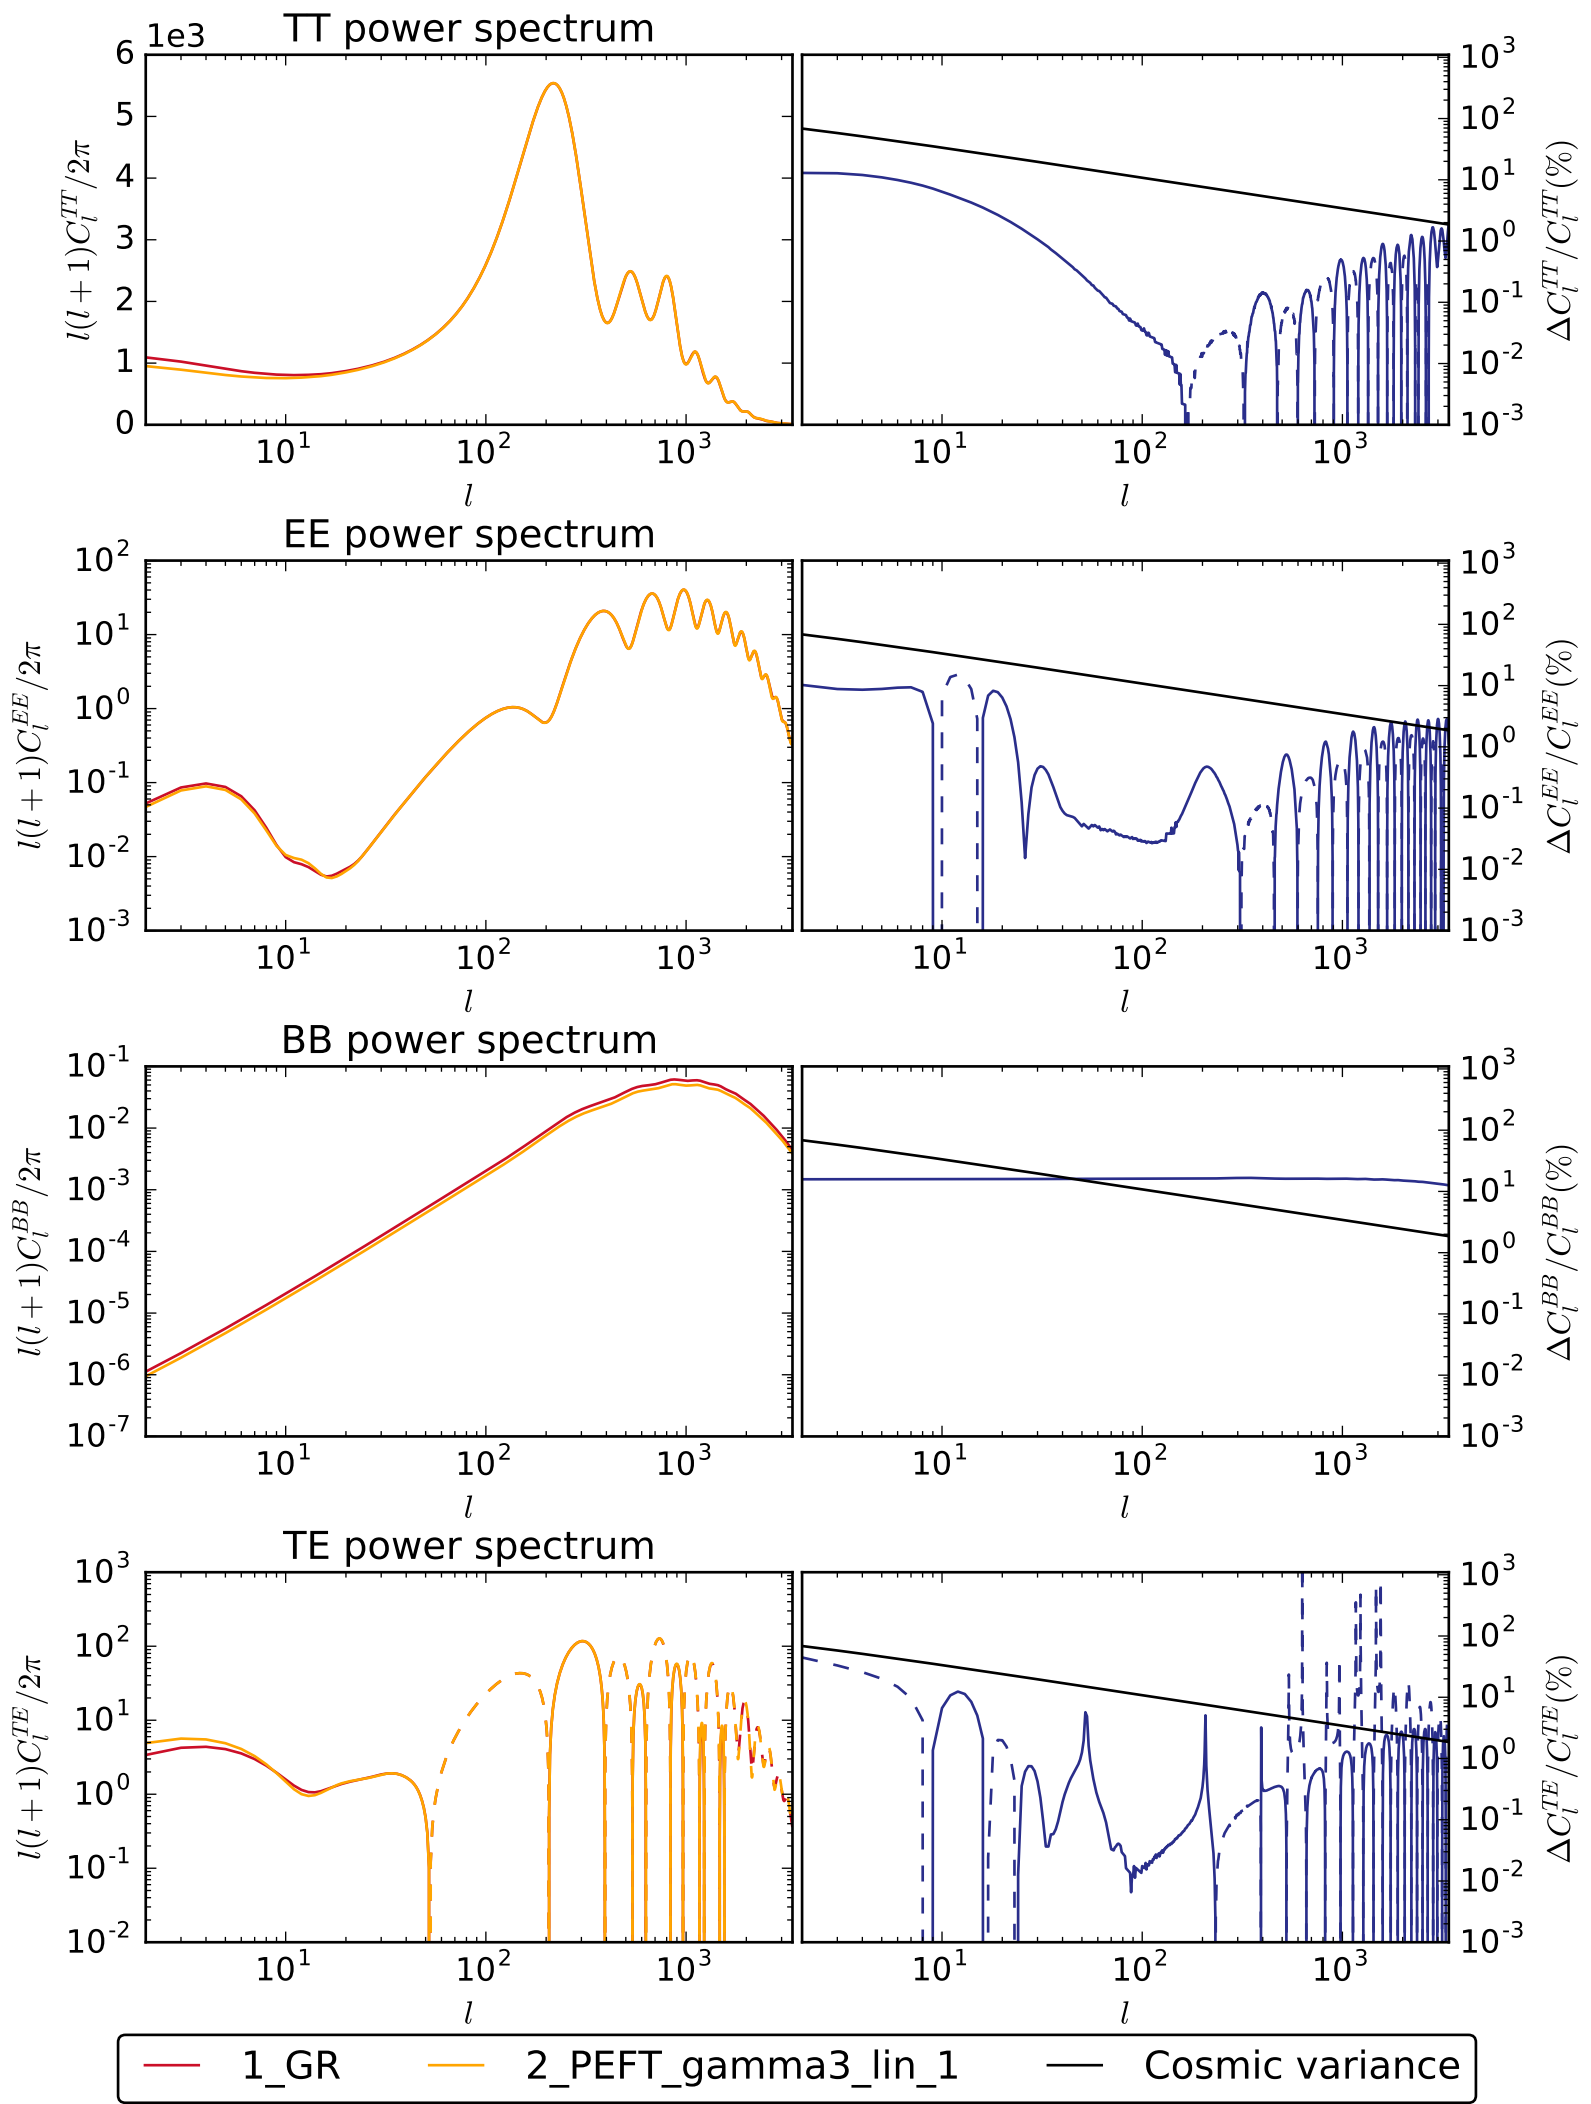 TT power spectrum
1e3
6
5
4
3
2
1
0
l(l+1)C_l^{TT}/2π
10^1 10^2 10^3
l
10^3
10^2
10^1
10^0
10^-1
10^-2
10^-3
ΔC_l^{TT}/C_l^{TT}(%)
10^1 10^2 10^3
l
EE power spectrum
10^2
10^1
10^0
10^-1
10^-2
10^-3
l(l+1)C_l^{EE}/2π
10^1 10^2 10^3
l
10^3
10^2
10^1
10^0
10^-1
10^-2
10^-3
ΔC_l^{EE}/C_l^{EE}(%)
10^1 10^2 10^3
l
BB power spectrum
10^-1
10^-2
10^-3
10^-4
10^-5
10^-6
10^-7
l(l+1)C_l^{BB}/2π
10^1 10^2 10^3
l
10^3
10^2
10^1
10^0
10^-1
10^-2
10^-3
ΔC_l^{BB}/C_l^{BB}(%)
10^1 10^2 10^3
l
TE power spectrum
10^3
10^2
10^1
10^0
10^-1
10^-2
l(l+1)C_l^{TE}/2π
10^1 10^2 10^3
l
10^3
10^2
10^1
10^0
10^-1
10^-2
10^-3
ΔC_l^{TE}/C_l^{TE}(%)
10^1 10^2 10^3
l
1_GR 2_PEFT_gamma3_lin_1 Cosmic variance